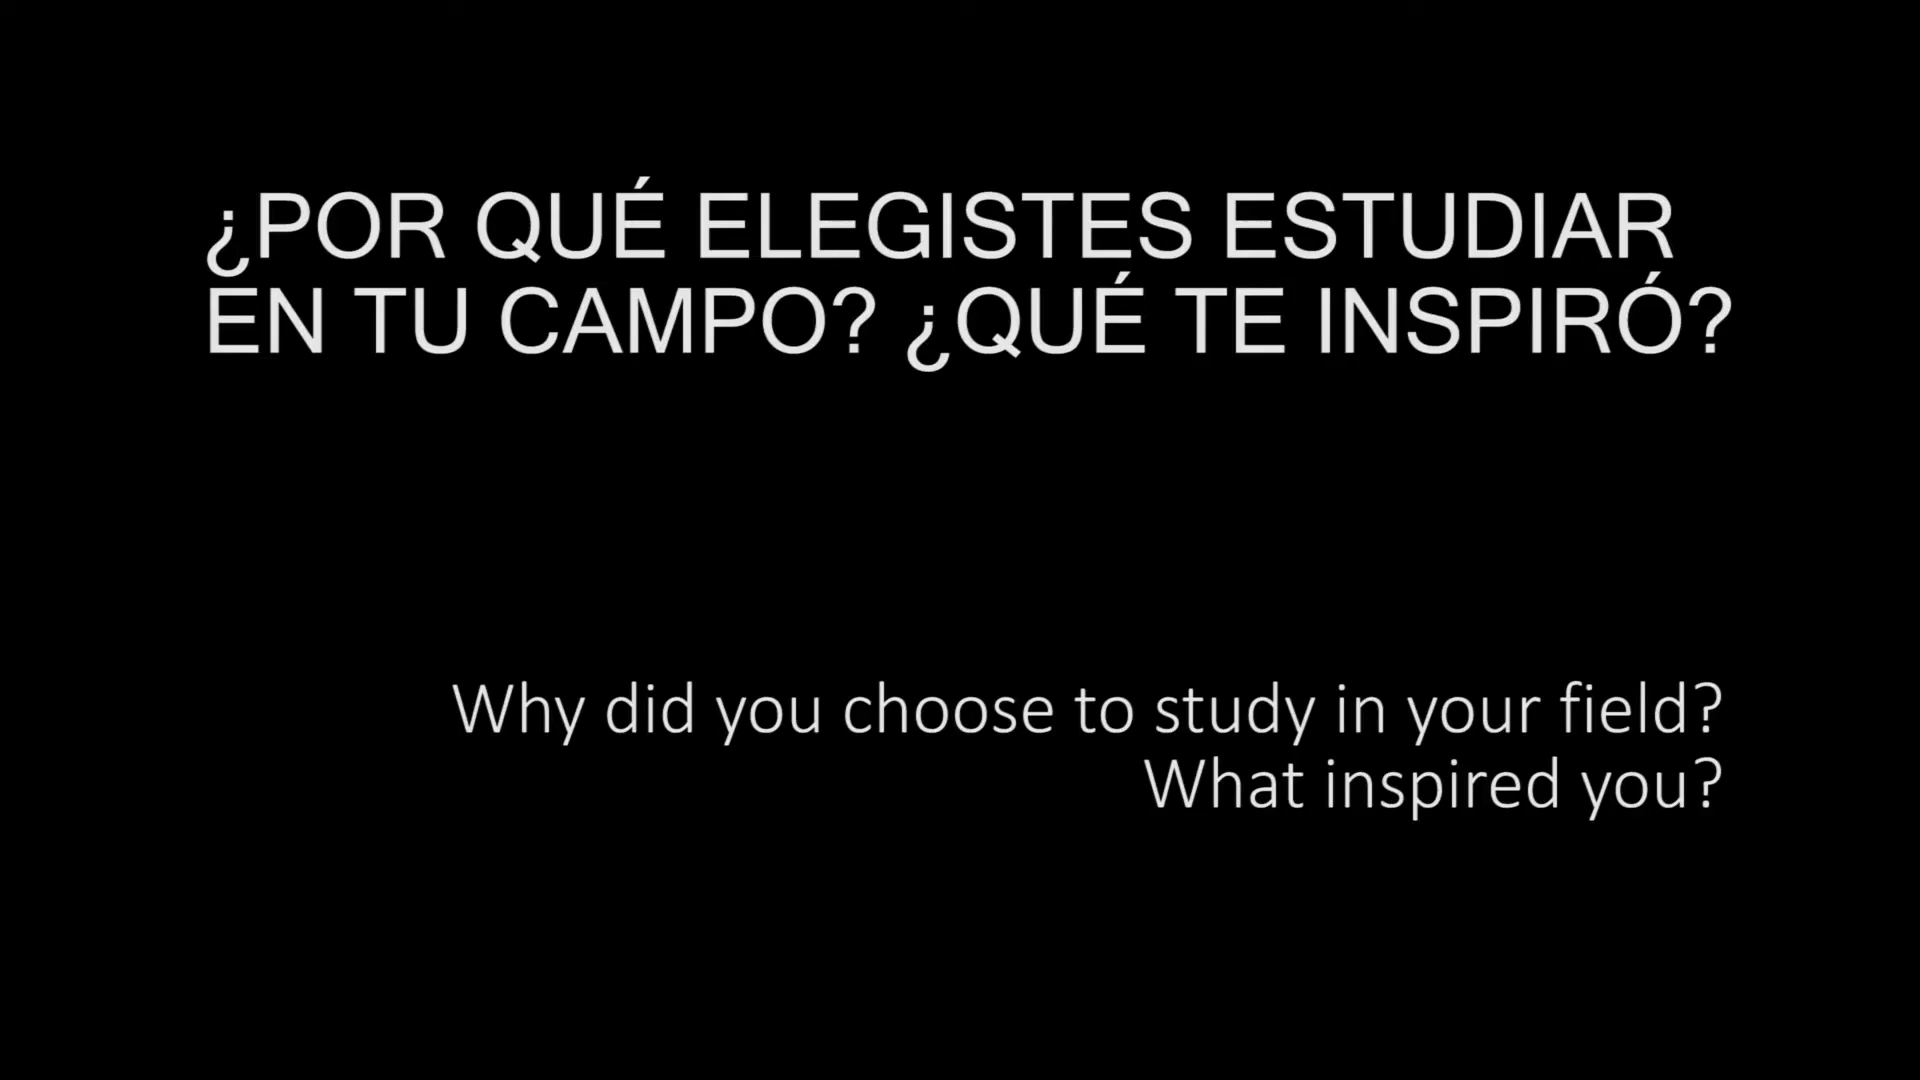 ¿POR QUÉ ELEGISTES ESTUDIAR
EN TU CAMPO? ¿QUÉ TE INSPIRÓ?
Why did you choose to study in your field?
What inspired you?